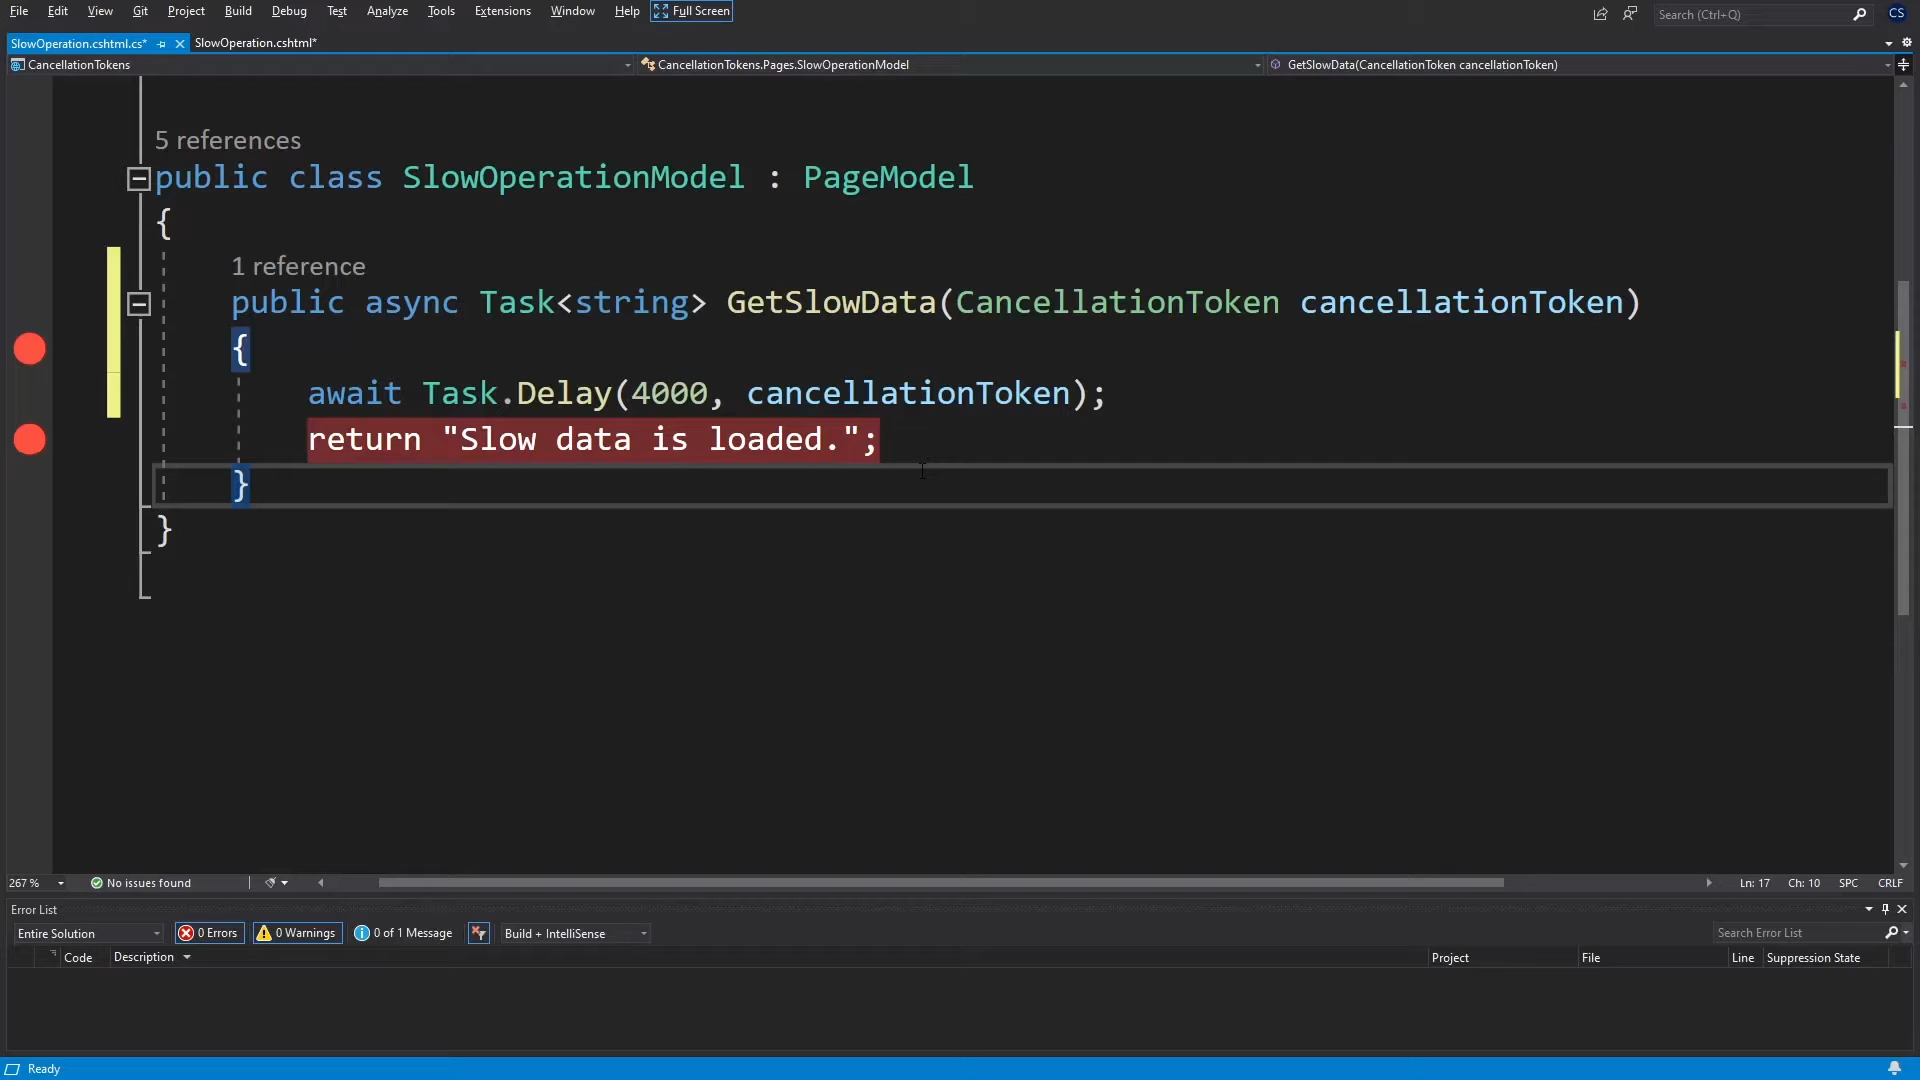 File Edit View Git Project Build Debug Test Analyze Tools Extensions Window Help Full Screen Search (Ctrl+Q) CS
SlowOperation.cshtml.cs* SlowOperation.cshtml*
CancellationTokens CancellationTokens.Pages.SlowOperationModel GetSlowData(CancellationToken cancellationToken)
5 references
public class SlowOperationModel : PageModel
{
1 reference
public async Task<string> GetSlowData(CancellationToken cancellationToken)
{
await Task.Delay(4000, cancellationToken);
return "Slow data is loaded.";
}
}
267 % No issues found Ln: 17 Ch: 10 SPC CRLF
Error List
Entire Solution 0 Errors 0 Warnings 0 of 1 Message Build + IntelliSense Search Error List
Code Description Project File Line Suppression State
Ready